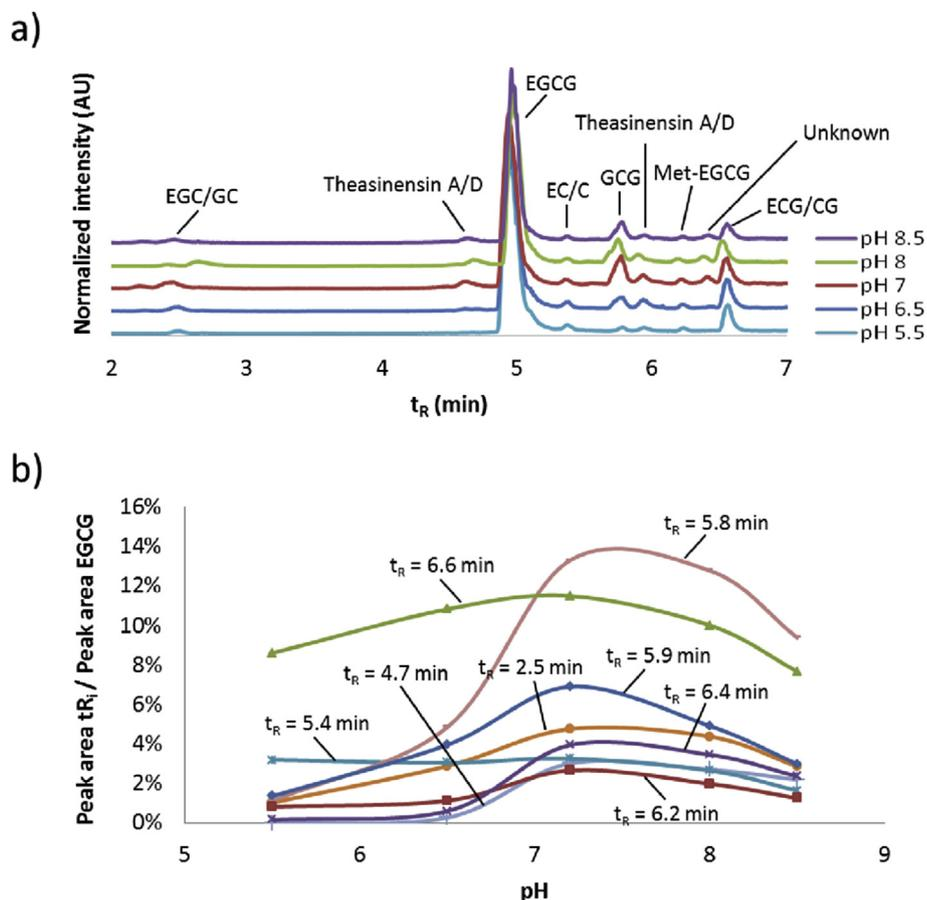 a)
Normalized intensity (AU)
EGC/GC
Theasinensin A/D
EGCG
EC/C
GCG
Theasinensin A/D
Met-EGCG
Unknown
ECG/CG
pH 8.5
pH 8
pH 7
pH 6.5
pH 5.5
2 3 4 5 6 7
tR (min)
b)
Peak area tRi / Peak area EGCG
16%
14%
12%
10%
8%
6%
4%
2%
0%
tR = 5.8 min
tR = 6.6 min
tR = 4.7 min
tR = 2.5 min
tR = 5.9 min
tR = 6.4 min
tR = 5.4 min
tR = 6.2 min
5 6 7 8 9
pH